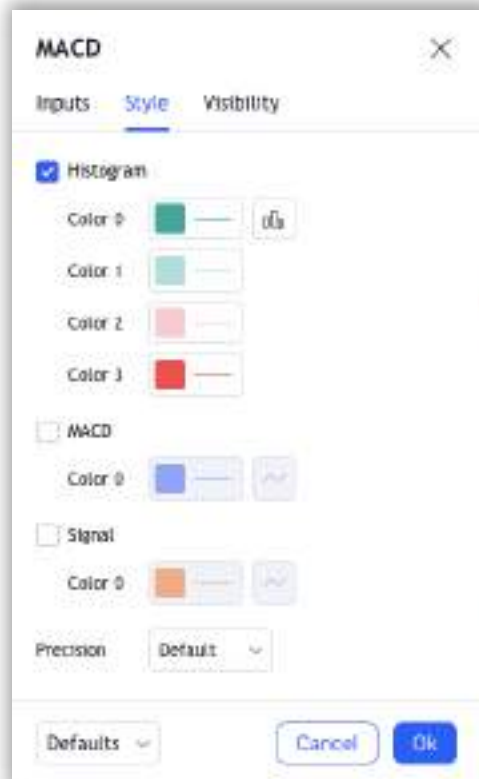 MACD
Inputs Style Visibility
Histogram
Color 0
Color 1
Color 2
Color 3
MACD
Color 0
Signal
Color 0
Precision Default
Defaults Cancel Ok